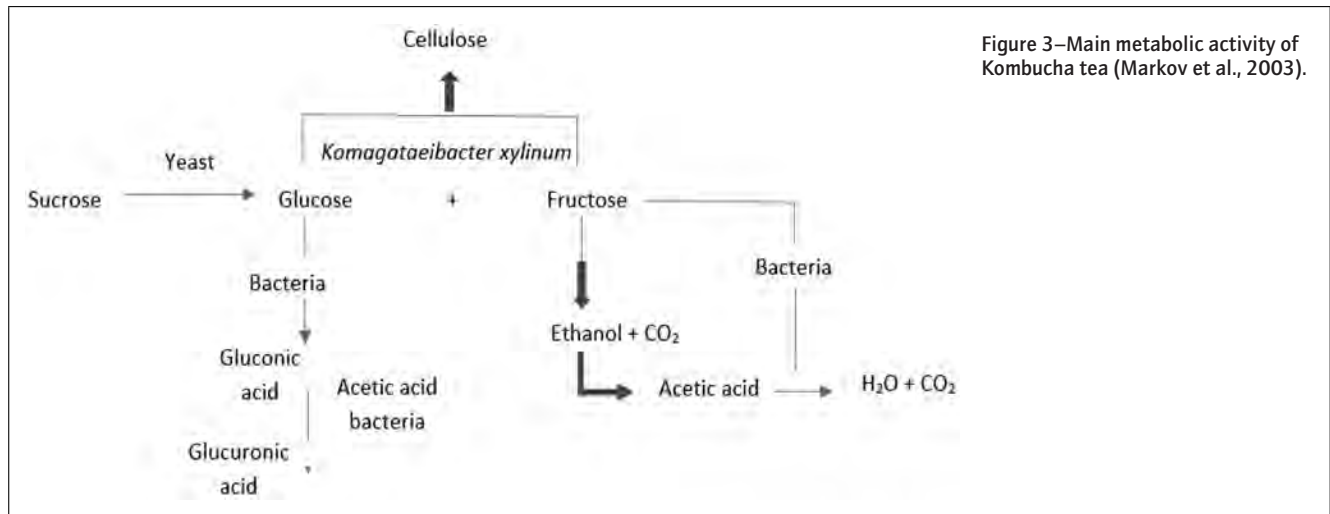 Cellulose
Figure 3–Main metabolic activity of
Kombucha tea (Markov et al., 2003).
Komagataeibacter xylinum
Yeast
Sucrose
Glucose
+
Fructose
Bacteria
Bacteria
Ethanol + CO₂
Gluconic
acid
Acetic acid
bacteria
Acetic acid
H₂O + CO₂
Glucuronic
acid